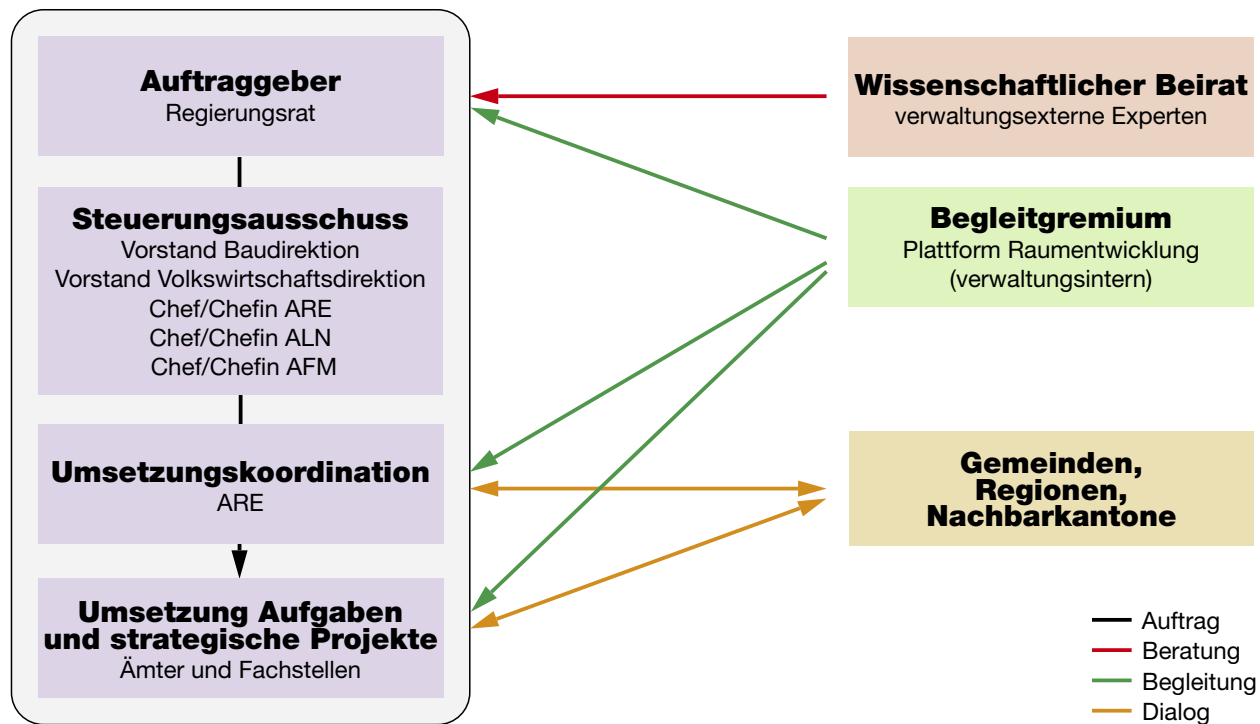 Auftraggeber
Regierungsrat
Steuerungsausschuss
Vorstand Baudirektion
Vorstand Volkswirtschaftsdirektion
Chef/Chefin ARE
Chef/Chefin ALN
Chef/Chefin AFM
Umsetzungskoordination
ARE
Umsetzung Aufgaben
und strategische Projekte
Ämter und Fachstellen
Wissenschaftlicher Beirat
verwaltungsexterne Experten
Begleitgremium
Plattform Raumentwicklung
(verwaltungsintern)
Gemeinden,
Regionen,
Nachbarkantone
Auftrag
Beratung
Begleitung
Dialog